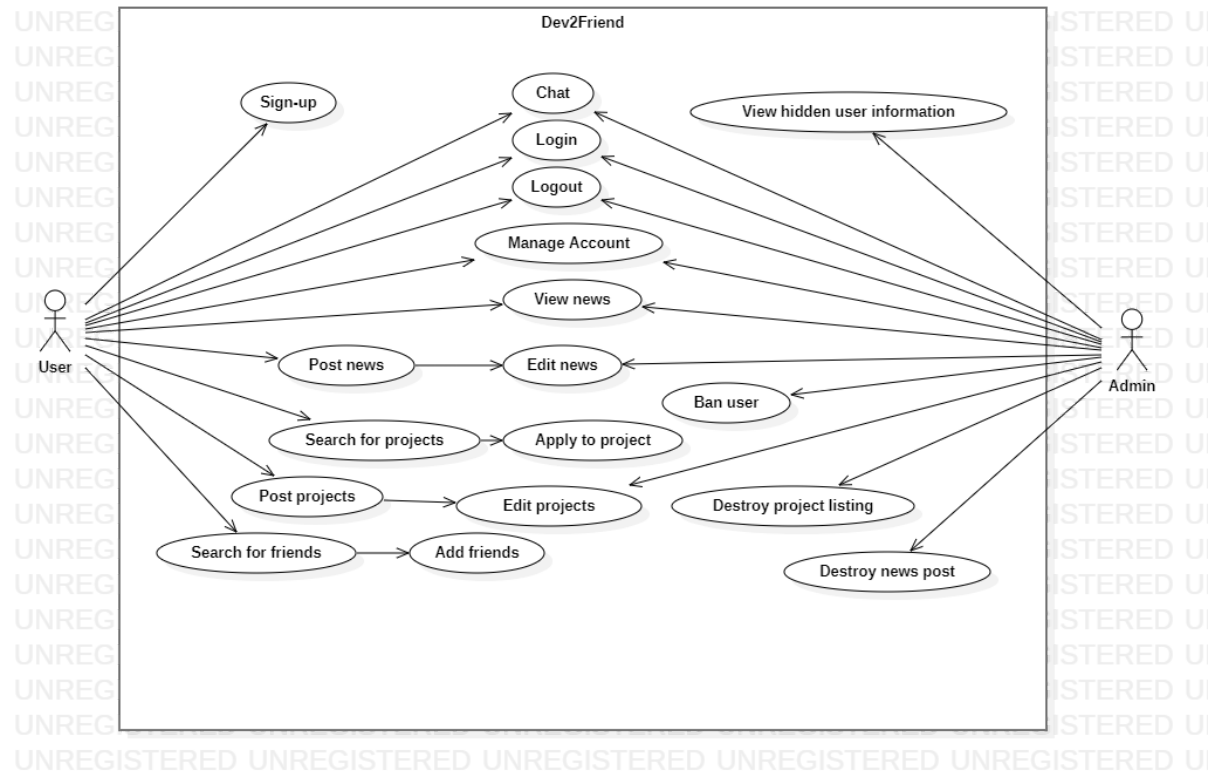 Dev2Friend
Sign-up
Chat
View hidden user information
Login
Logout
Manage Account
View news
User
Admin
Post news
Edit news
Ban user
Search for projects
Apply to project
Post projects
Edit projects
Destroy project listing
Search for friends
Add friends
Destroy news post
UNREGISTERED UNREGISTERED UNREGISTERED UNREGISTERED UNREGISTERED U